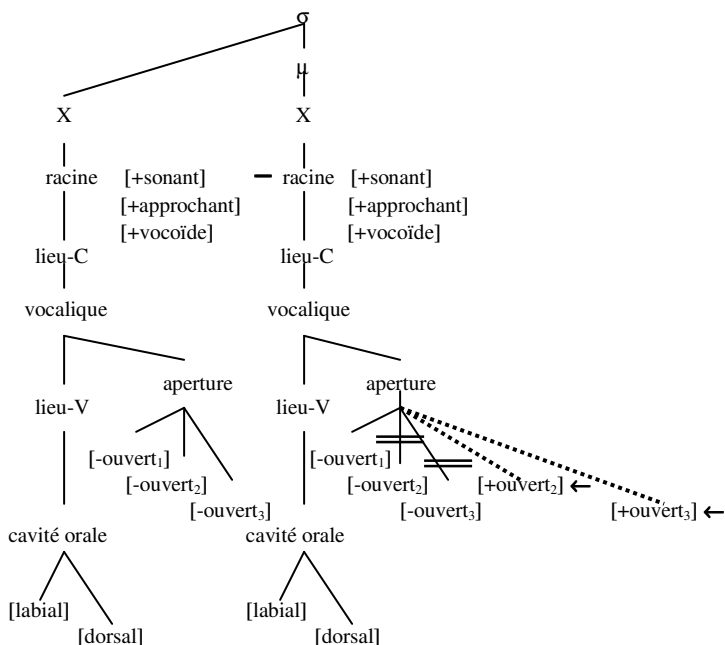 σ
μ
X X
racine [+sonant] racine [+sonant]
[+approchant] [+approchant]
[+vocoïde] [+vocoïde]
lieu-C lieu-C
vocalique vocalique
aperture aperture
lieu-V lieu-V
[-ouvert₁] [-ouvert₁]
[-ouvert₂] [-ouvert₂] [+ouvert₂] ←
[-ouvert₃] [-ouvert₃] [+ouvert₃] ←
cavité orale cavité orale
[labial] [labial]
[dorsal] [dorsal]